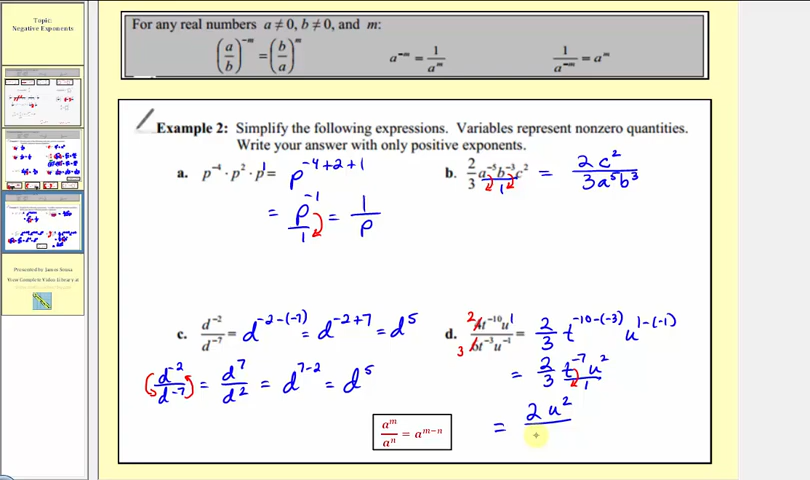 Topic:
Negative Exponents
For any real numbers a ≠ 0, b ≠ 0, and m:
(a/b)^{-m} = (b/a)^m    a^{-m} = 1/a^m    1/a^{-m} = a^m
Example 2: Simplify the following expressions. Variables represent nonzero quantities.
Write your answer with only positive exponents.
a. p^{-4} · p^2 · p^1 = p^{-4+2+1}
= p^{-1}/1 = 1/p
b. 2/3 a^{-5}b^{-3}c^2 / 1 = 2c^2/3a^5b^3
c. d^{-2}/d^{-7} = d^{-2-(-7)} = d^{-2+7} = d^5
d^{-2}/d^{-7} = d^7/d^2 = d^{7-2} = d^5
d. 2 4t^{-10}u^1 / 3 6t^{-3}u^{-1} = 2/3 t^{-10-(-3)} u^{1-(-1)}
= 2/3 t^{-7}u^2/1
= 2u^2
a^m/a^n = a^{m-n}
Presented by James Sousa